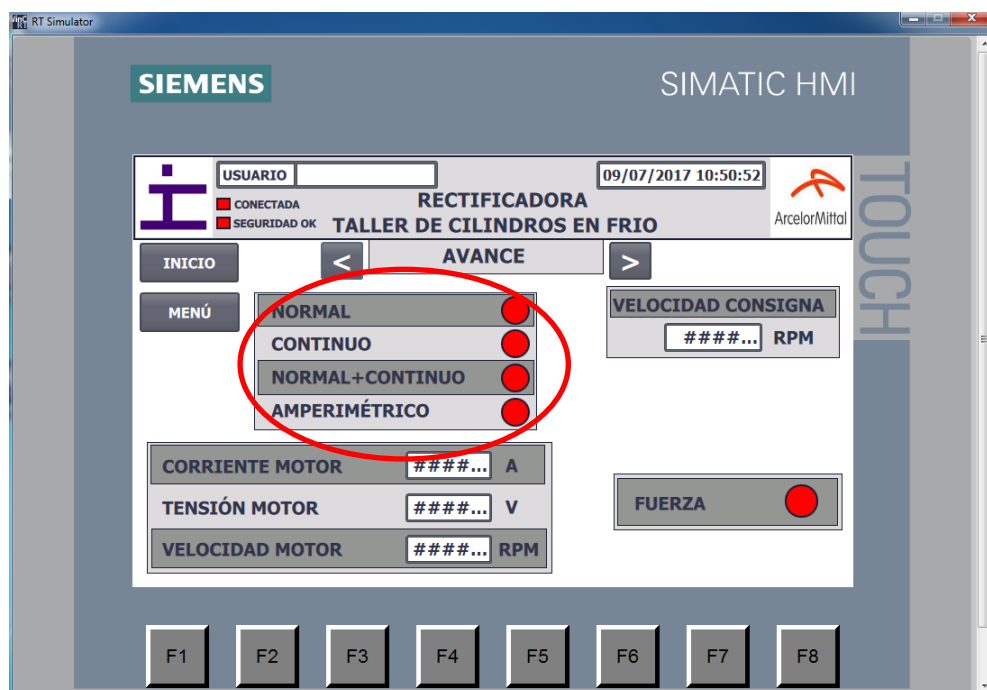 RT Simulator
SIEMENS
SIMATIC HMI
TOUCH
USUARIO
09/07/2017 10:50:52
CONECTADA
RECTIFICADORA
SEGURIDAD OK
TALLER DE CILINDROS EN FRIO
ArcelorMittal
INICIO
<
AVANCE
>
MENÚ
NORMAL
CONTINUO
NORMAL+CONTINUO
AMPERIMÉTRICO
VELOCIDAD CONSIGNA
####... RPM
CORRIENTE MOTOR ####... A
TENSIÓN MOTOR ####... V
VELOCIDAD MOTOR ####... RPM
FUERZA
F1 F2 F3 F4 F5 F6 F7 F8